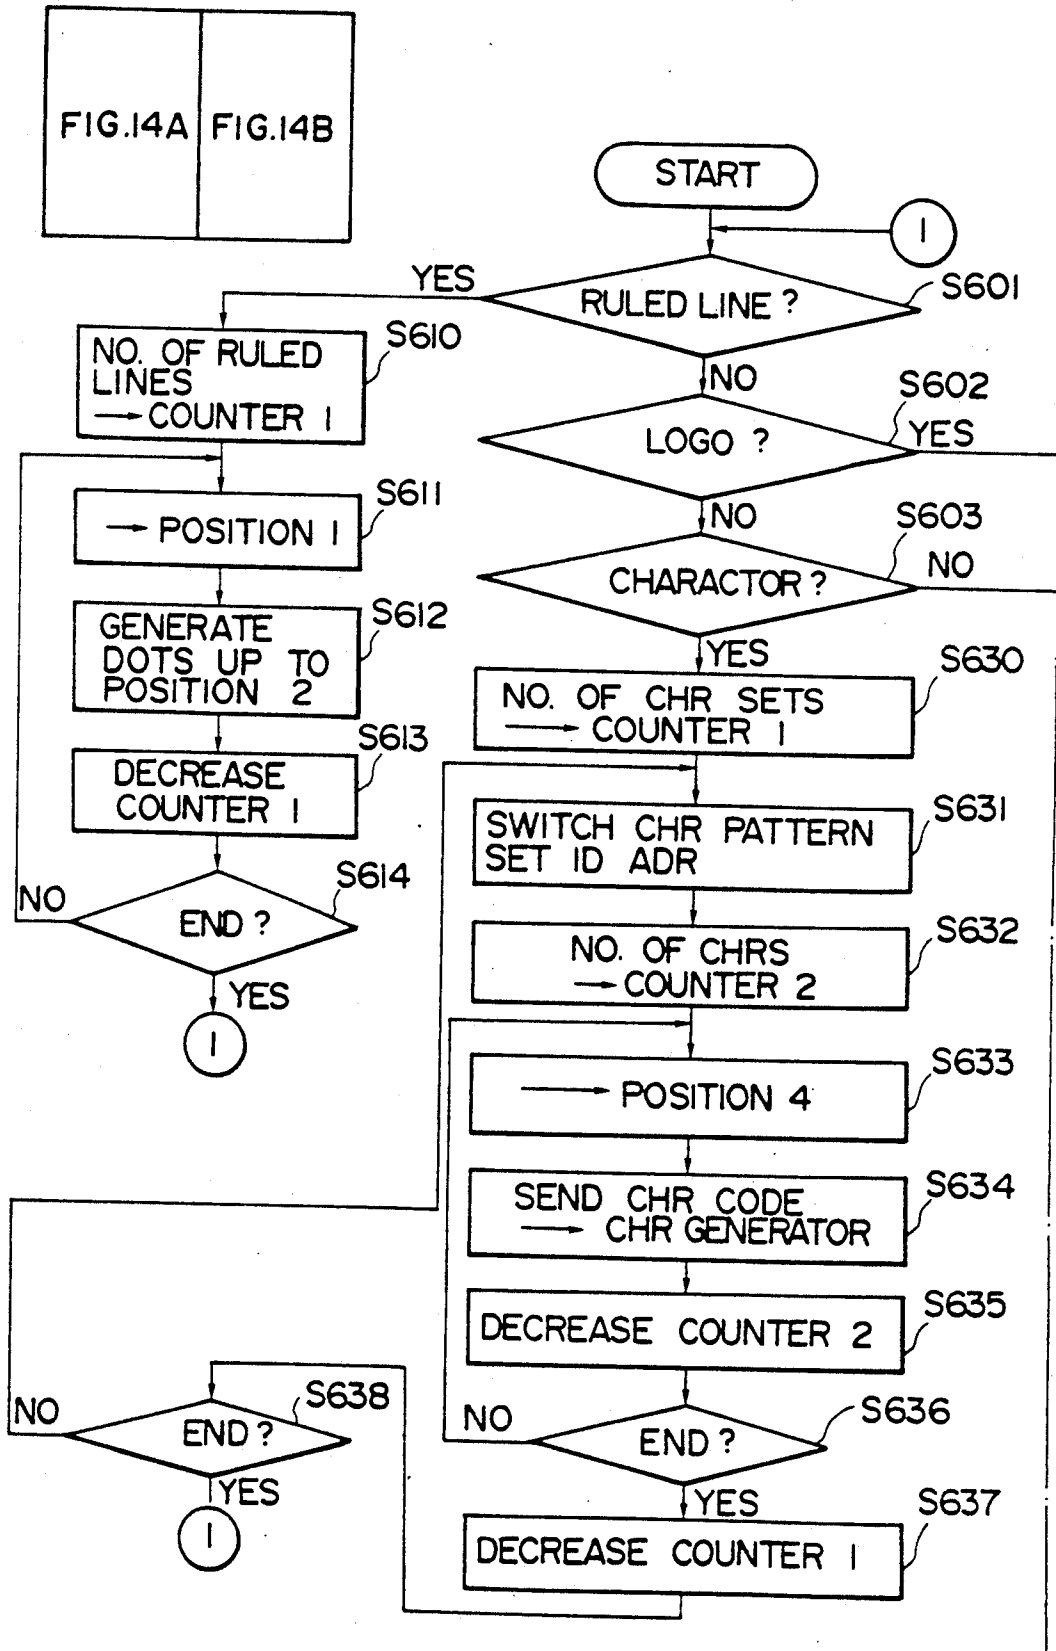 FIG.14A FIG.14B
START
1
RULED LINE ?
S601
YES
NO
NO. OF RULED
LINES
→ COUNTER 1
S610
LOGO ?
S602
YES
NO
→ POSITION 1
S611
CHARACTOR ?
S603
NO
YES
GENERATE
DOTS UP TO
POSITION 2
S612
NO. OF CHR SETS
→ COUNTER 1
S630
DECREASE
COUNTER 1
S613
SWITCH CHR PATTERN
SET ID ADR
S631
END ?
S614
NO
YES
1
NO. OF CHRS
→ COUNTER 2
S632
→ POSITION 4
S633
SEND CHR CODE
→ CHR GENERATOR
S634
DECREASE COUNTER 2
S635
END ?
S636
NO
YES
DECREASE COUNTER 1
S637
END ?
S638
NO
YES
1